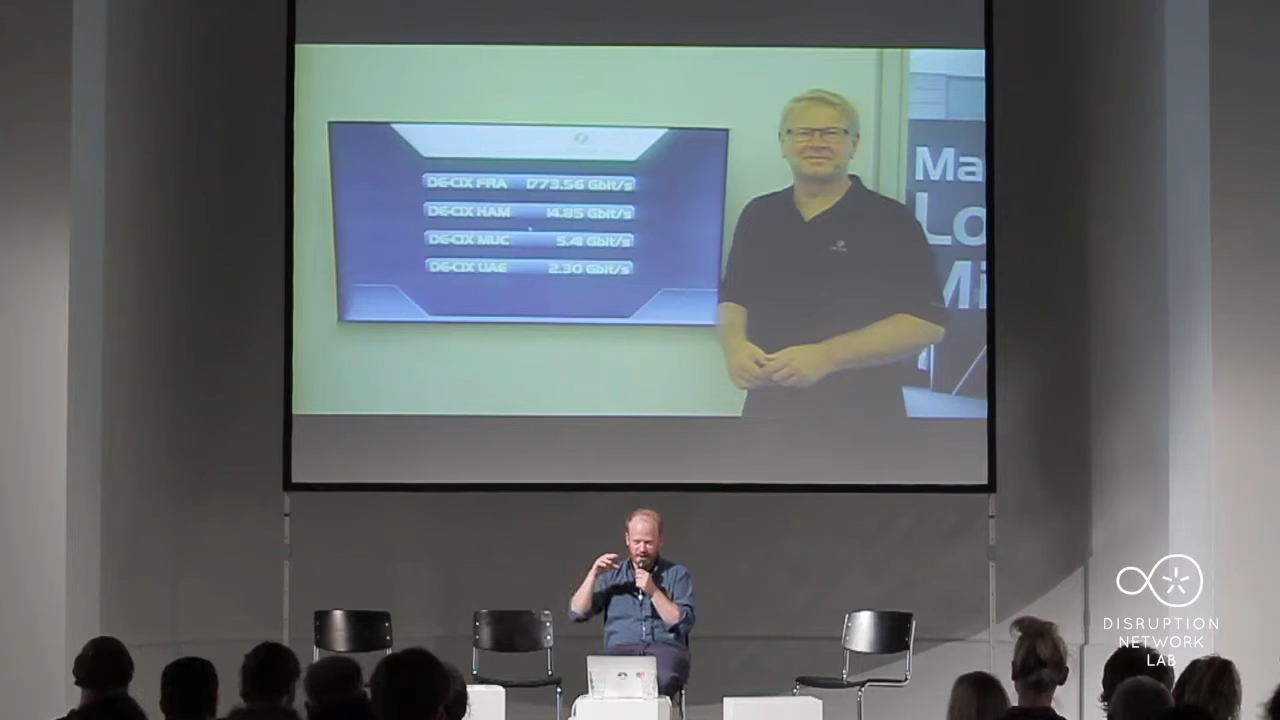 DE-CIX FRA 1773.56 Gbit/s
DE-CIX HAM 14.85 Gbit/s
DE-CIX MUC 5.41 Gbit/s
DE-CIX UAE 2.30 Gbit/s
Ma
Lo
Mi
DISRUPTION
NETWORK
LAB